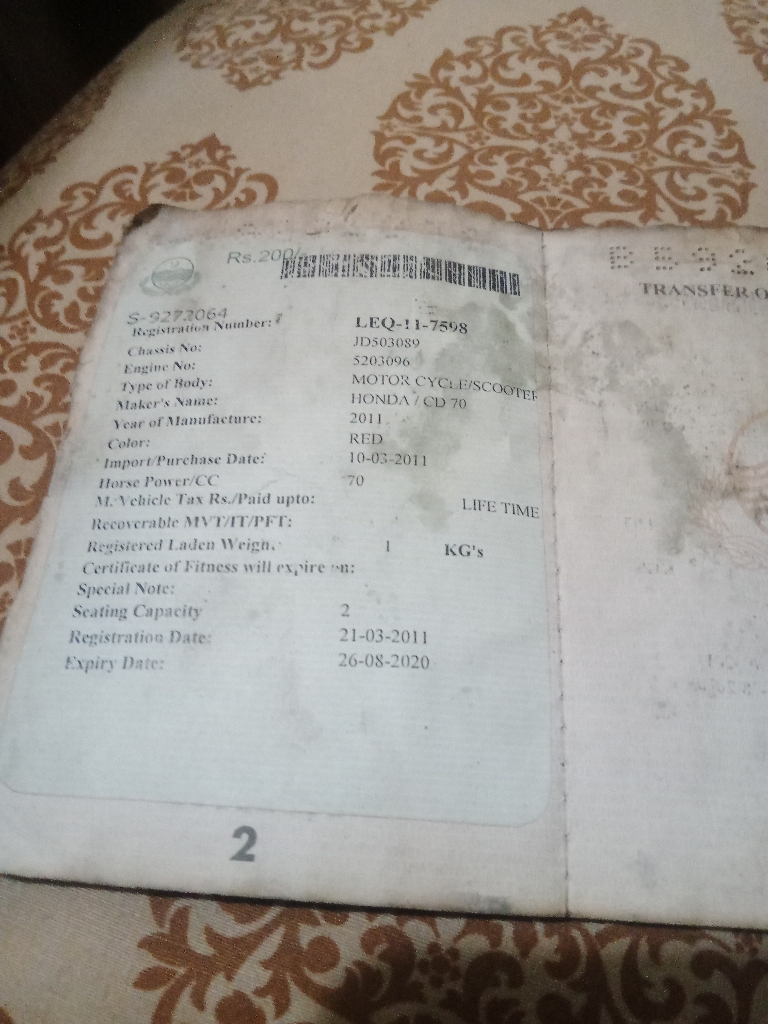 Rs.200/-
S-9272064
Registration Number: LEQ-11-7598
Chassis No: JD503089
Engine No: 5203096
Type of Body: MOTOR CYCLE/SCOOTER
Maker's Name: HONDA / CD 70
Year of Manufacture: 2011
Color: RED
Import/Purchase Date: 10-03-2011
Horse Power/CC 70
M.Vehicle Tax Rs./Paid upto: LIFE TIME
Recoverable MVT/IT/PFT:
Registered Laden Weigh. 1 KG's
Certificate of Fitness will expire on:
Special Note:
Seating Capacity 2
Registration Date: 21-03-2011
Expiry Date: 26-08-2020
2
TRANSFER O